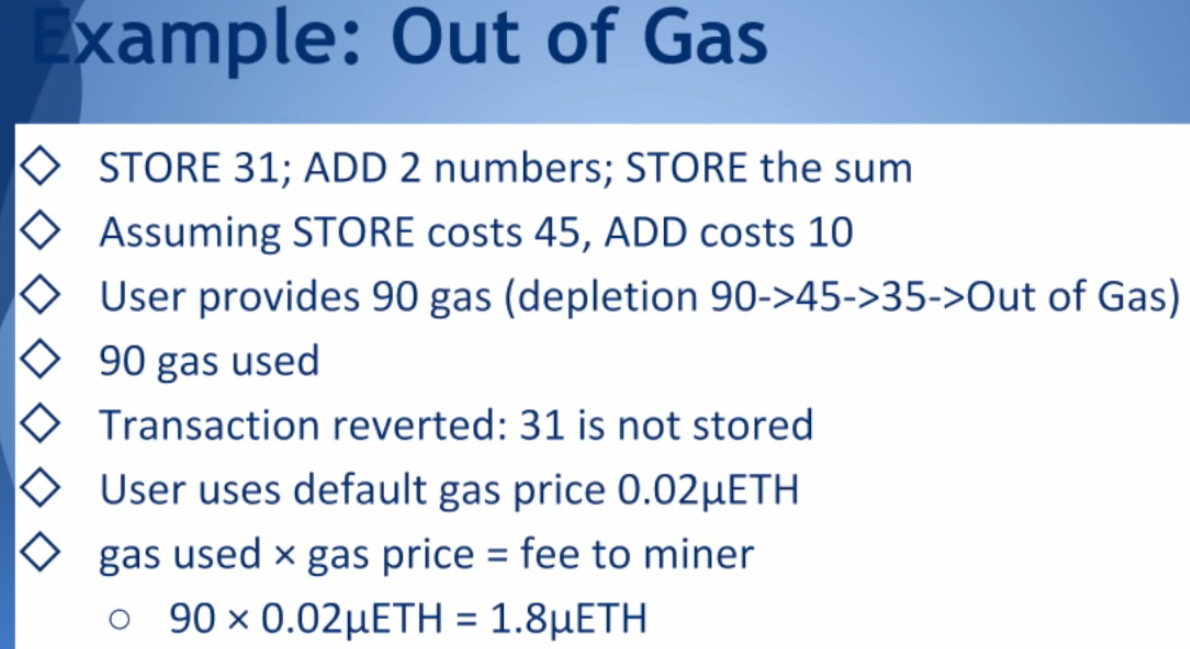 Example: Out of Gas
STORE 31; ADD 2 numbers; STORE the sum
Assuming STORE costs 45, ADD costs 10
User provides 90 gas (depletion 90->45->35->Out of Gas)
90 gas used
Transaction reverted: 31 is not stored
User uses default gas price 0.02μETH
gas used × gas price = fee to miner
90 × 0.02μETH = 1.8μETH